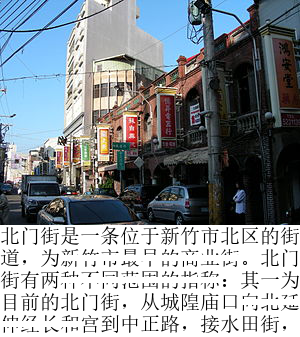 鴻安堂
北门街是一条位于新竹市北区的街
道，为新竹市最早的商业街。北门
街有两种不同范围的指称：其一为
目前的北门街，从城隍庙口向北延
伸经长和宫到中正路，接水田街，